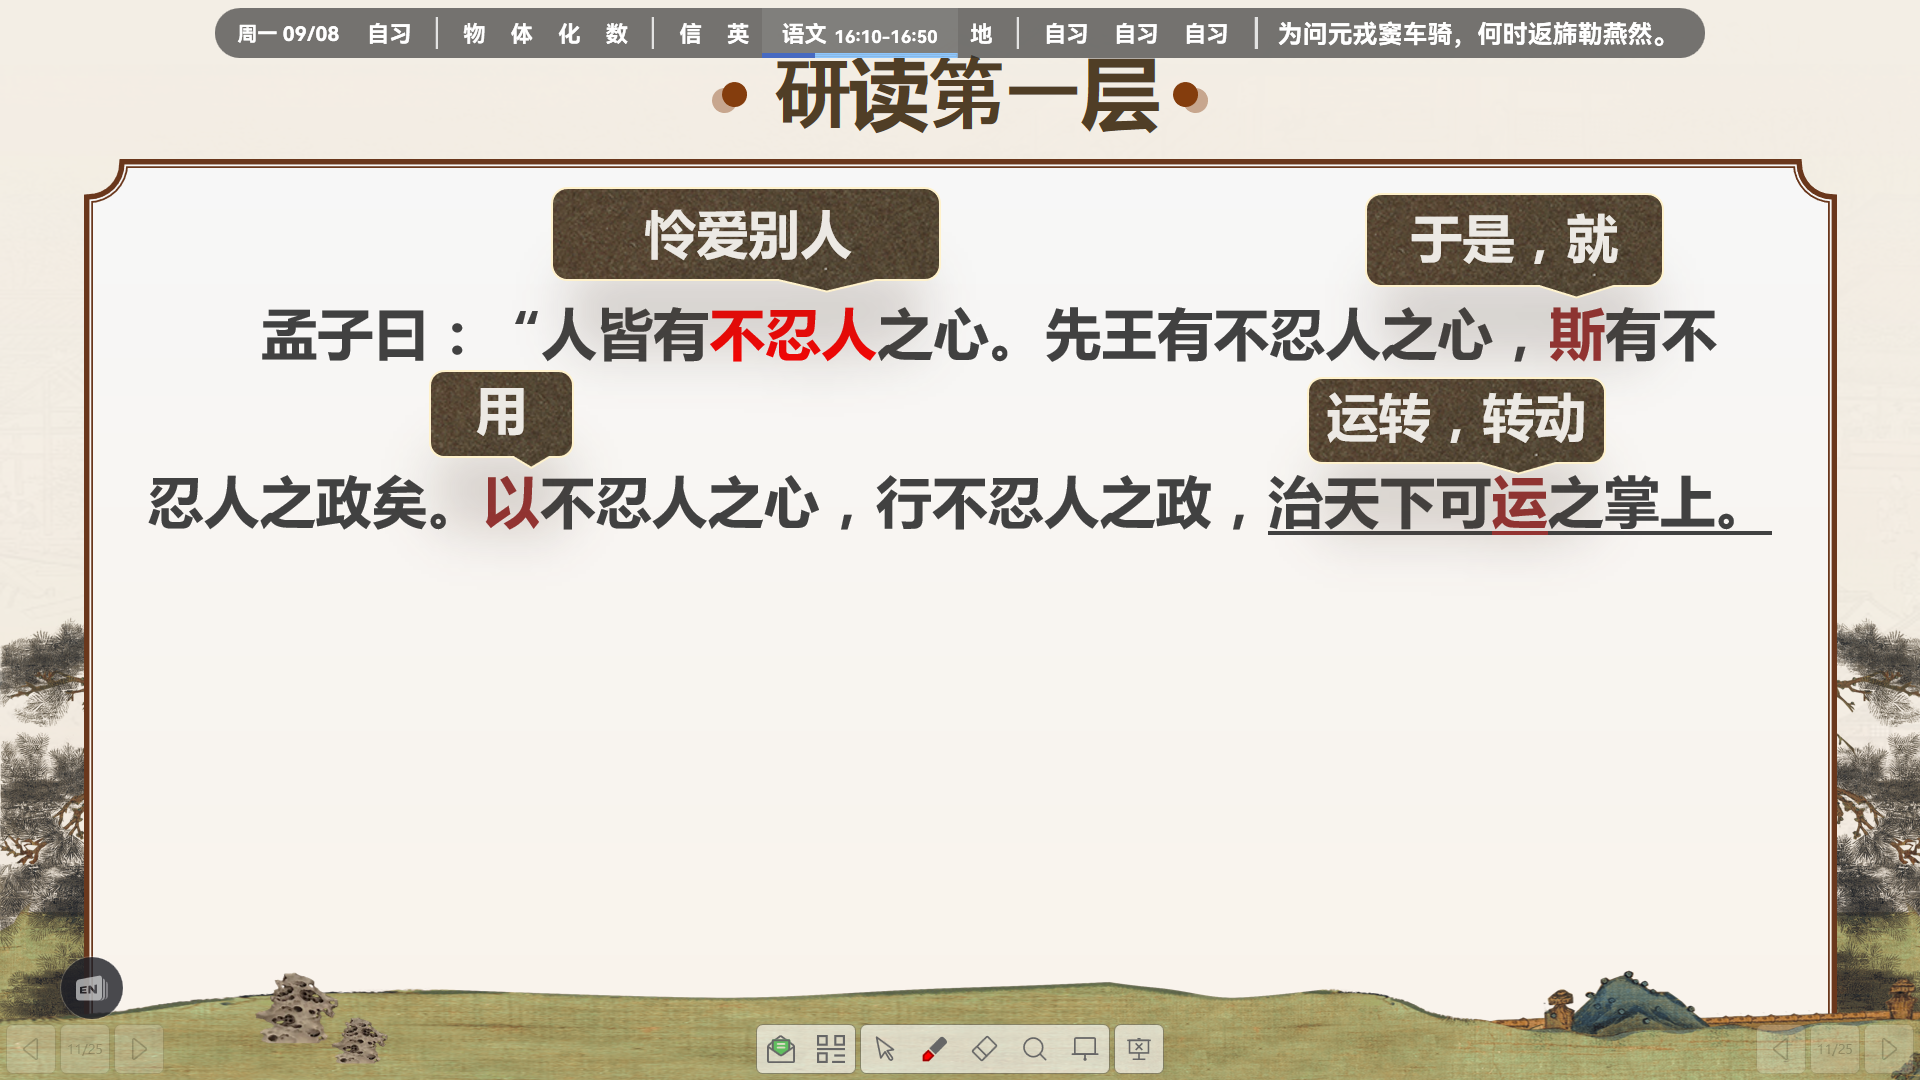 周一 09/08 自习 | 物 体 化 数 | 信 英 语文 16:10-16:50 地 | 自习 自习 自习 | 为问元戎窦车骑，何时返旆勒燕然。
研读第一层
怜爱别人 于是，就
孟子曰：“人皆有不忍人之心。先王有不忍人之心，斯有不
用 运转，转动
忍人之政矣。以不忍人之心，行不忍人之政，治天下可运之掌上。
EN
11/25 11/25